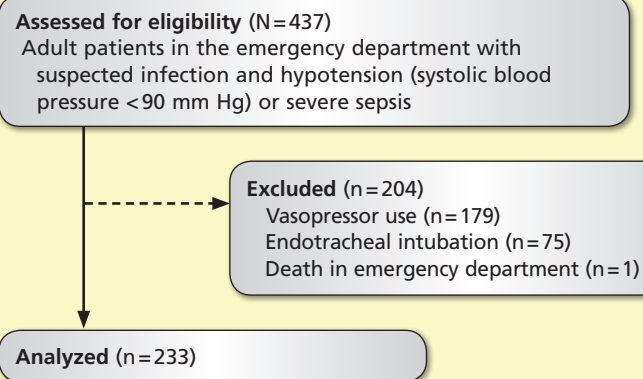 Assessed for eligibility (N=437)
Adult patients in the emergency department with
suspected infection and hypotension (systolic blood
pressure <90 mm Hg) or severe sepsis
Excluded (n=204)
Vasopressor use (n=179)
Endotracheal intubation (n=75)
Death in emergency department (n=1)
Analyzed (n=233)